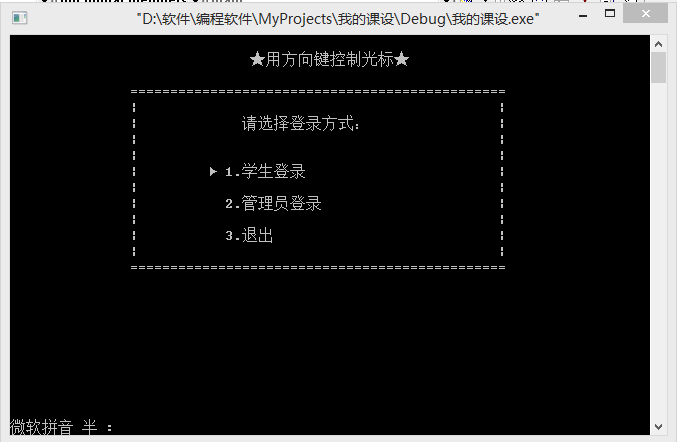 "D:\软件\编程软件\MyProjects\我的课设\Debug\我的课设.exe"
★用方向键控制光标★
请选择登录方式:
▶ 1.学生登录
2.管理员登录
3.退出
微软拼音 半 :